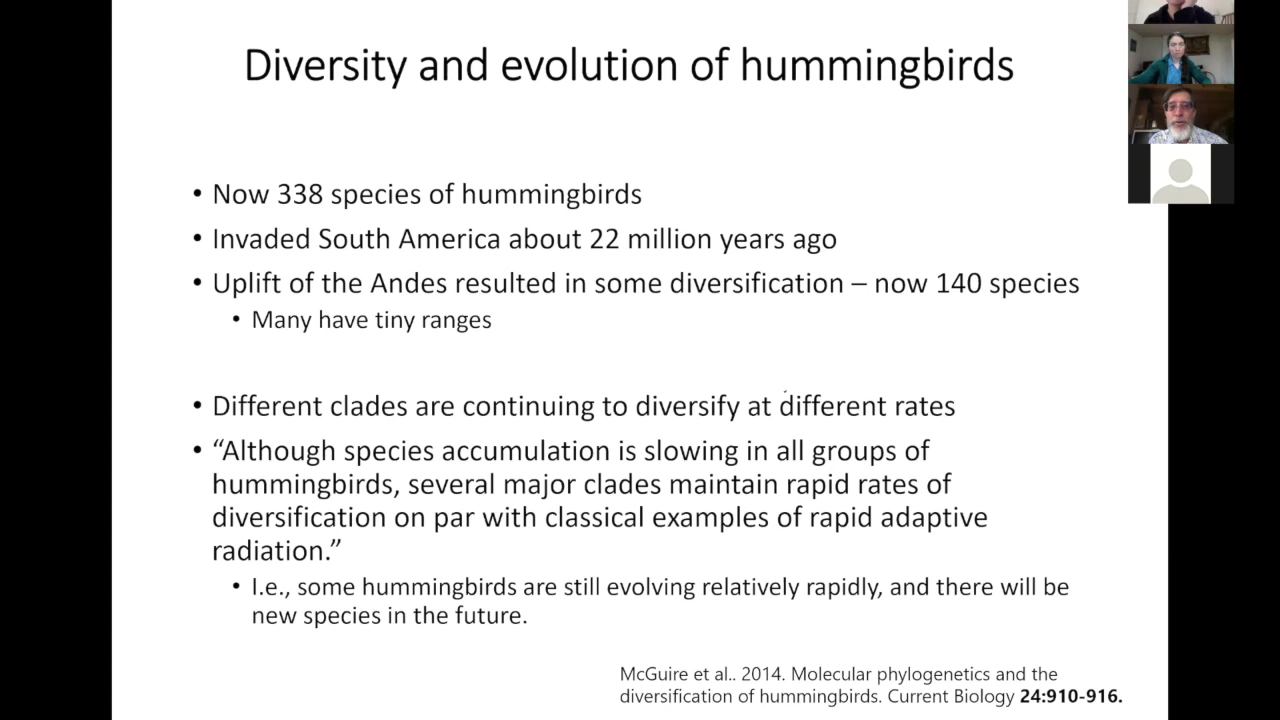 Diversity and evolution of hummingbirds
• Now 338 species of hummingbirds
• Invaded South America about 22 million years ago
• Uplift of the Andes resulted in some diversification – now 140 species
• Many have tiny ranges
• Different clades are continuing to diversify at different rates
• “Although species accumulation is slowing in all groups of
hummingbirds, several major clades maintain rapid rates of
diversification on par with classical examples of rapid adaptive
radiation.”
• I.e., some hummingbirds are still evolving relatively rapidly, and there will be
new species in the future.
McGuire et al.. 2014. Molecular phylogenetics and the
diversification of hummingbirds. Current Biology 24:910-916.